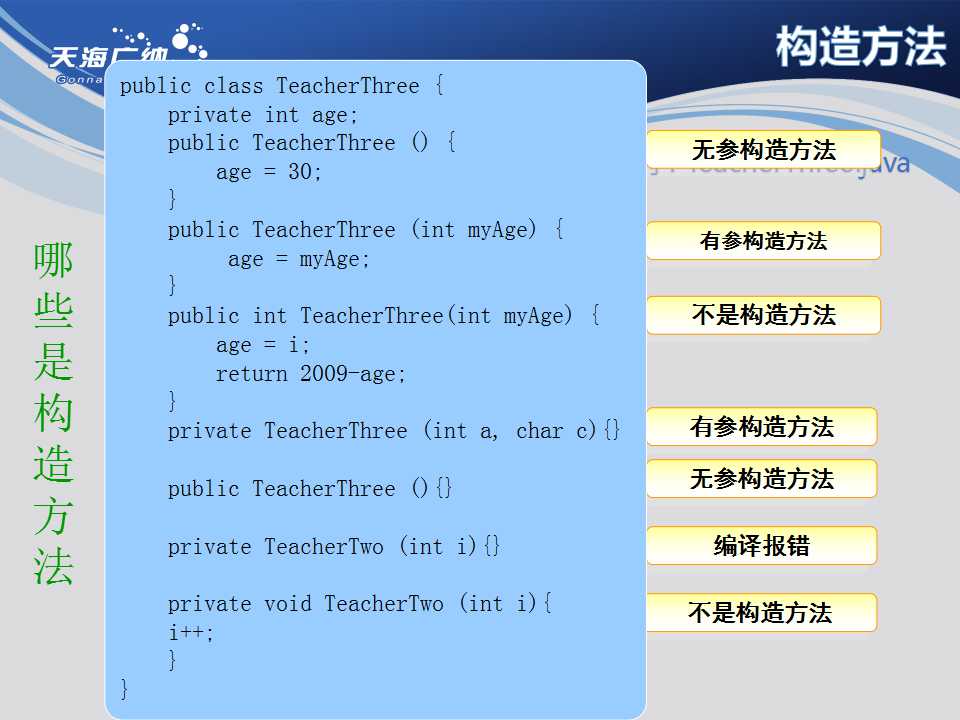 天海广纳
构造方法
Gonna
public class TeacherThree {
private int age;
public TeacherThree () {
age = 30;
}
public TeacherThree (int myAge) {
age = myAge;
}
public int TeacherThree(int myAge) {
age = i;
return 2009-age;
}
private TeacherThree (int a, char c){}
public TeacherThree (){}
private TeacherTwo (int i){}
private void TeacherTwo (int i){
i++;
}
}
无参构造方法
TeacherThree.java
有参构造方法
不是构造方法
有参构造方法
无参构造方法
编译报错
不是构造方法
哪些是构造方法